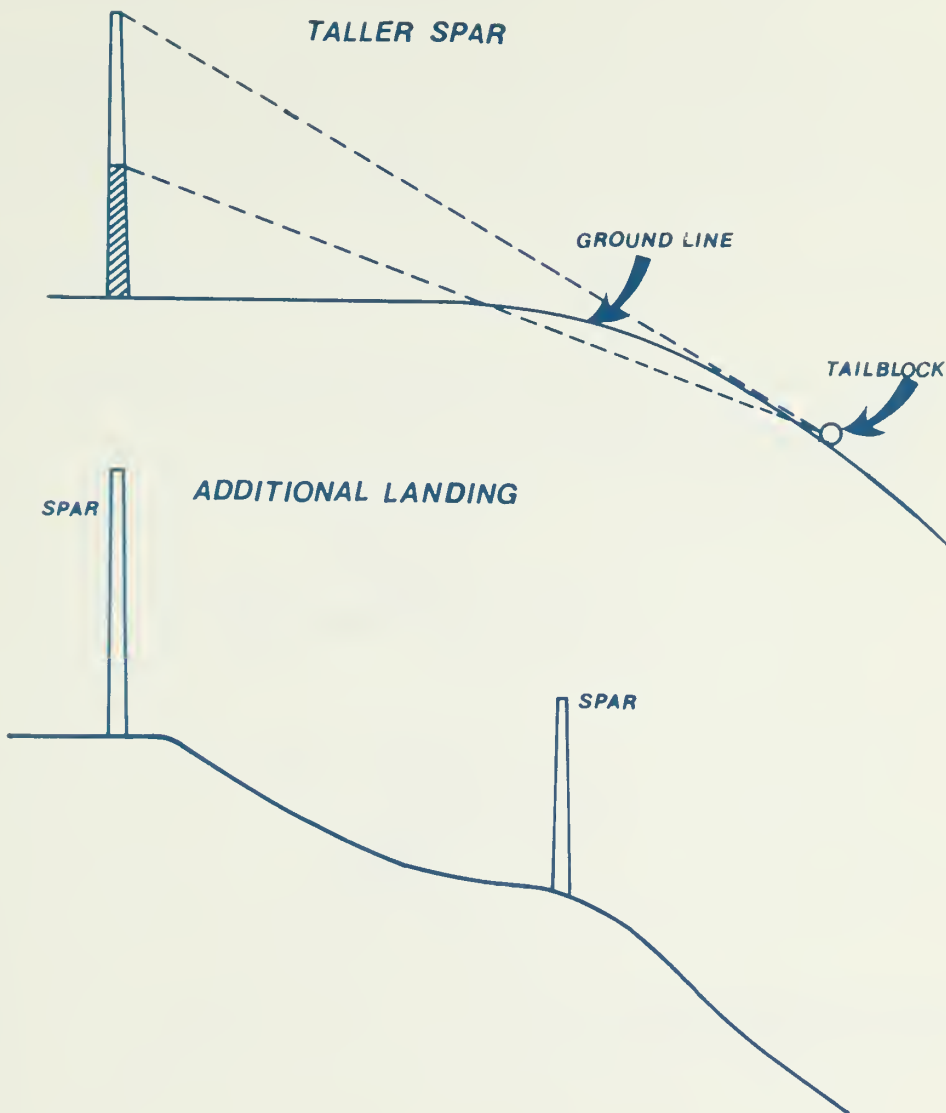 TALLER SPAR
GROUND LINE
TAILBLOCK
ADDITIONAL LANDING
SPAR
SPAR